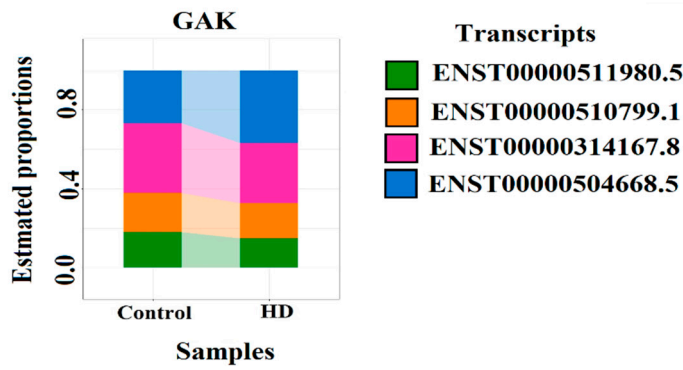 GAK
Estmated proportions
0.8
0.4
0.0
Control
HD
Samples
Transcripts
ENST00000511980.5
ENST00000510799.1
ENST00000314167.8
ENST00000504668.5